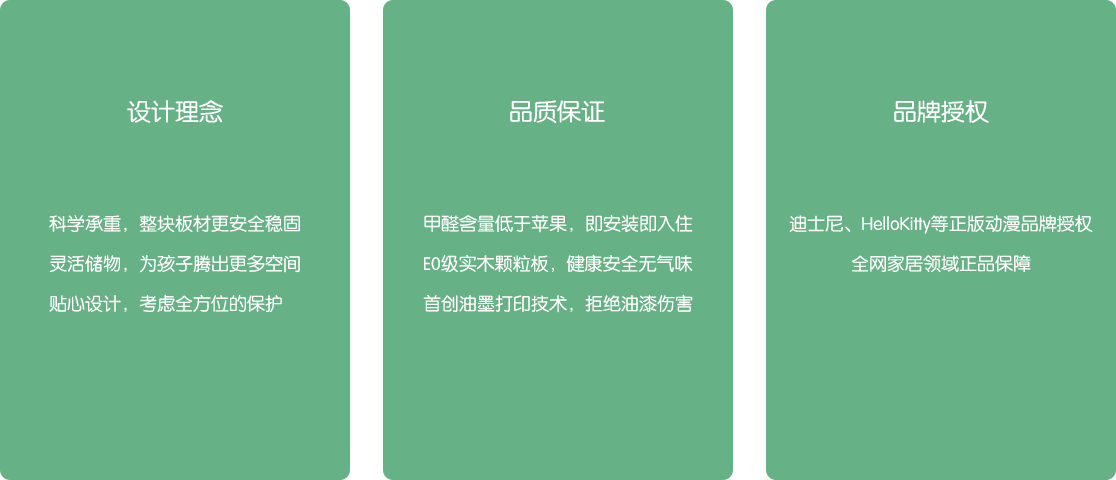 设计理念
科学承重，整块板材更安全稳固
灵活储物，为孩子腾出更多空间
贴心设计，考虑全方位的保护
品质保证
甲醛含量低于苹果，即安装即入住
E0级实木颗粒板，健康安全无气味
首创油墨打印技术，拒绝油漆伤害
品牌授权
迪士尼、HelloKitty等正版动漫品牌授权
全网家居领域正品保障